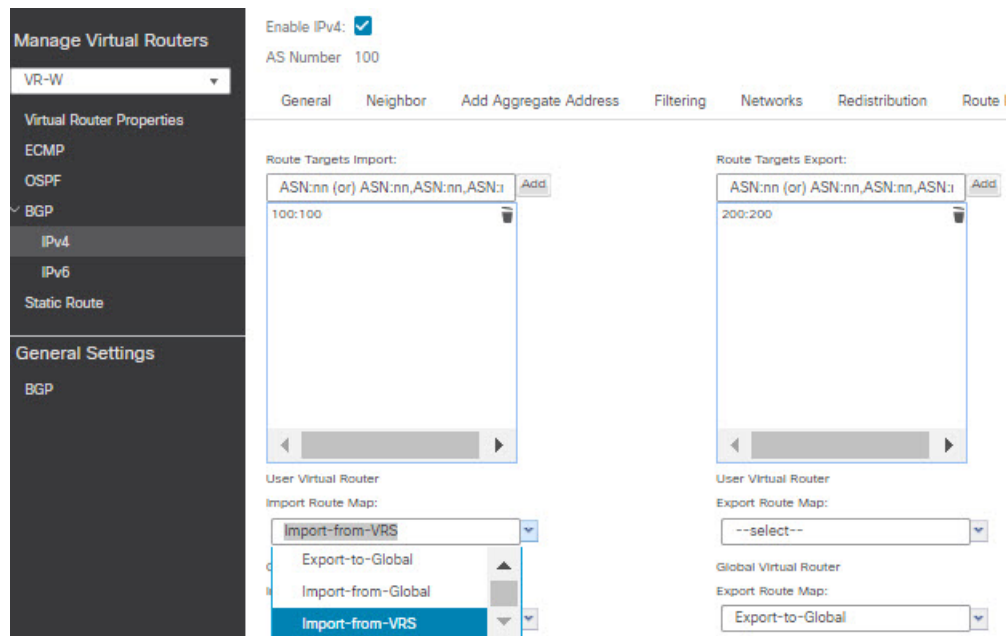 Manage Virtual Routers
VR-W
Virtual Router Properties
ECMP
OSPF
BGP
IPv4
IPv6
Static Route
General Settings
BGP
Enable IPv4:
AS Number 100
General Neighbor Add Aggregate Address Filtering Networks Redistribution Route
Route Targets Import:
ASN:nn (or) ASN:nn,ASN:nn,ASN:
Add
100:100
User Virtual Router
Import Route Map:
Import-from-VRS
Export-to-Global
Import-from-Global
Import-from-VRS
Route Targets Export:
ASN:nn (or) ASN:nn,ASN:nn,ASN:
Add
200:200
User Virtual Router
Export Route Map:
--select--
Global Virtual Router
Export Route Map:
Export-to-Global